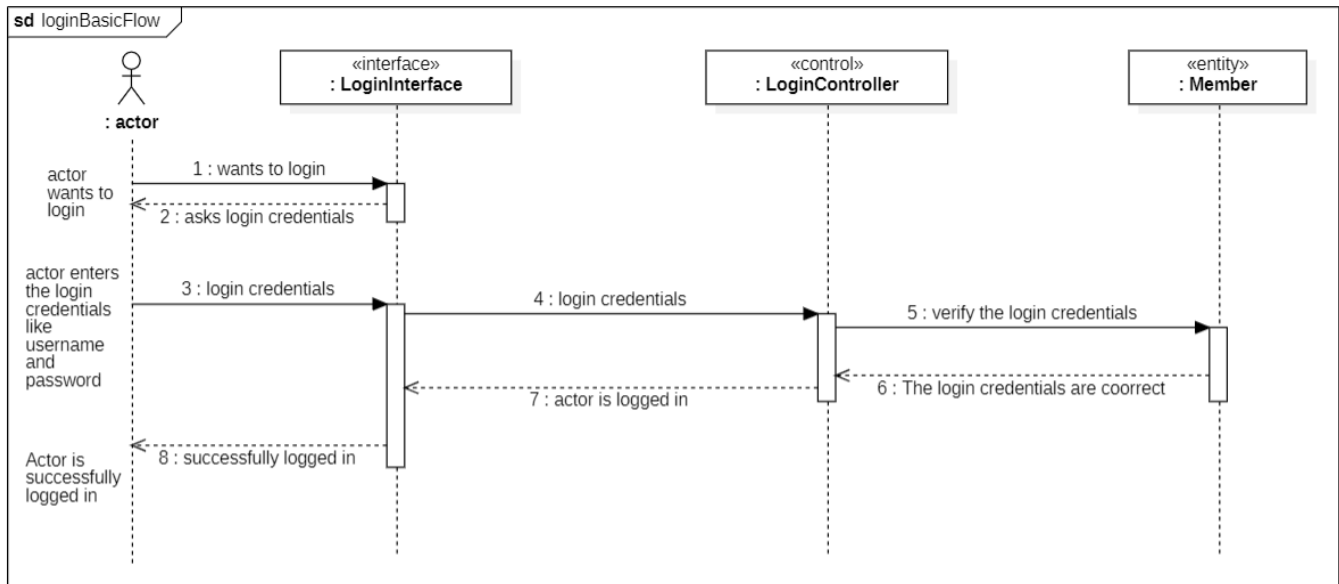 sd loginBasicFlow
«interface»
: LoginInterface
«control»
: LoginController
«entity»
: Member
: actor
actor
wants to
login
1 : wants to login
2 : asks login credentials
actor enters
the login
credentials
like
username
and
password
3 : login credentials
4 : login credentials
5 : verify the login credentials
6 : The login credentials are coorrect
7 : actor is logged in
8 : successfully logged in
Actor is
successfully
logged in